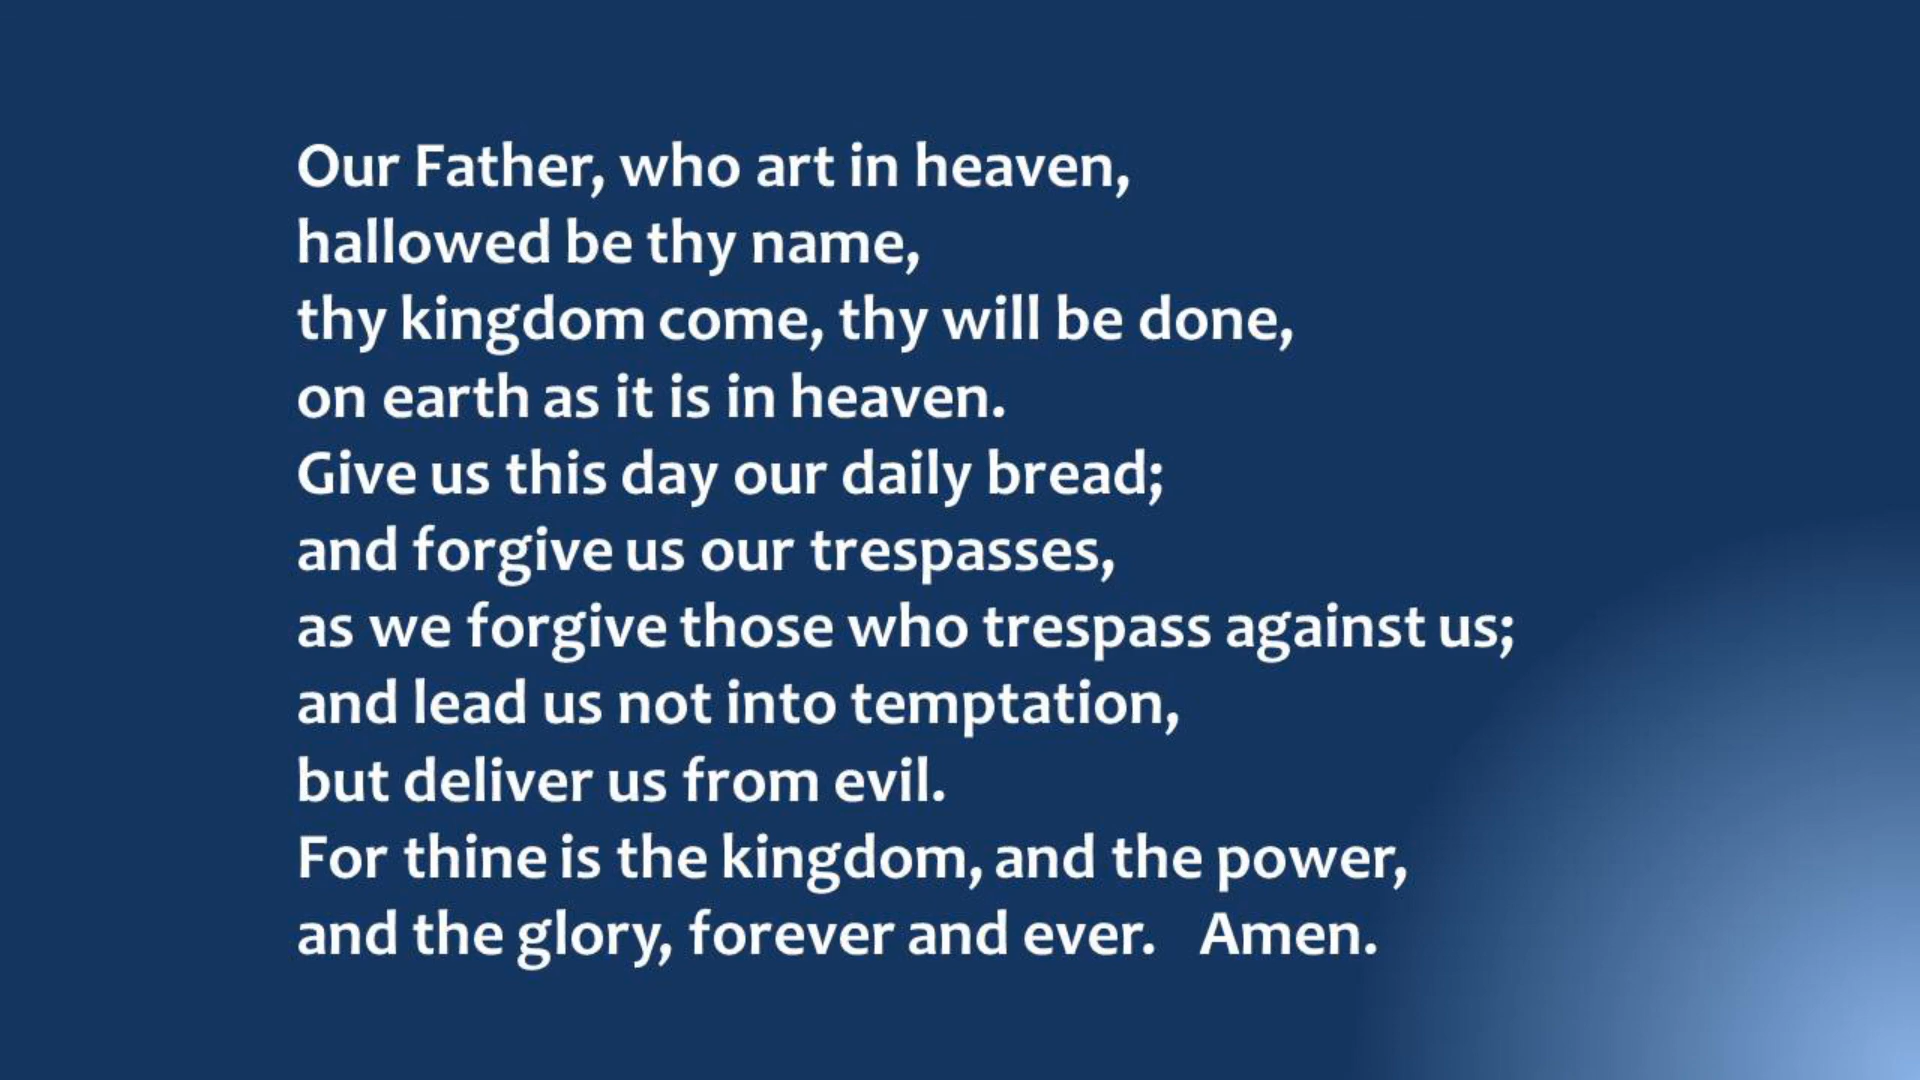 Our Father, who art in heaven,
hallowed be thy name,
thy kingdom come, thy will be done,
on earth as it is in heaven.
Give us this day our daily bread;
and forgive us our trespasses,
as we forgive those who trespass against us;
and lead us not into temptation,
but deliver us from evil.
For thine is the kingdom, and the power,
and the glory, forever and ever.   Amen.